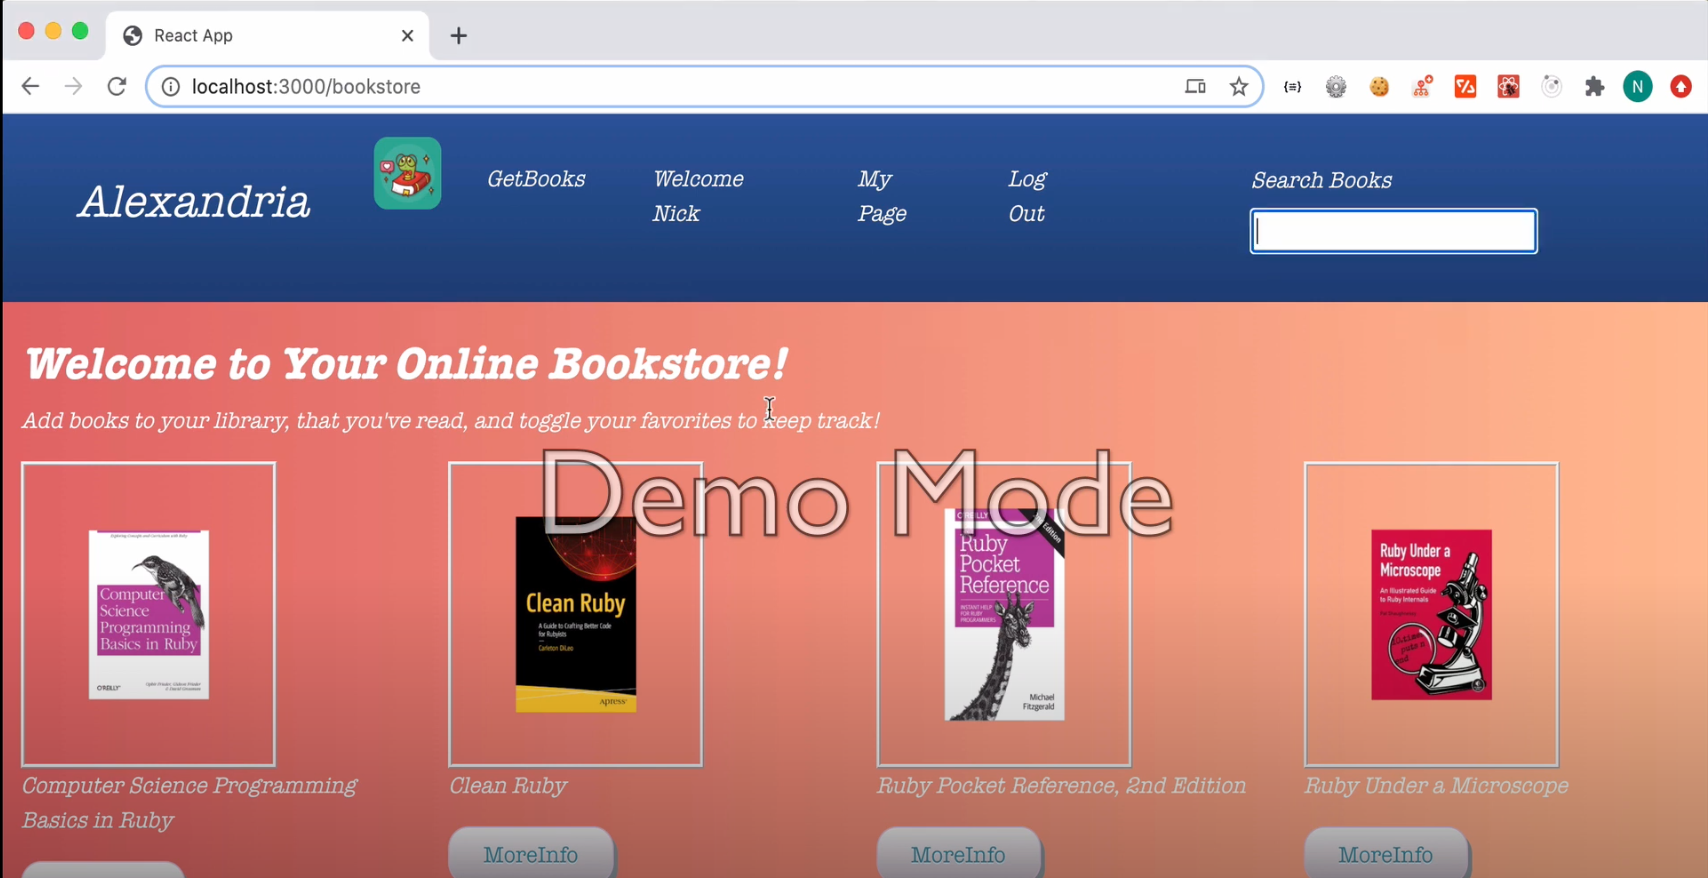 React App
localhost:3000/bookstore
N
Alexandria
GetBooks
Welcome
Nick
My
Page
Log
Out
Search Books
Welcome to Your Online Bookstore!
Add books to your library, that you've read, and toggle your favorites to keep track!
Demo Mode
Computer
Science
Programming
Basics in Ruby
O'REILLY
Clean Ruby
A Guide to Crafting Better Code
for Rubyists
Carleton DiLeo
Apress
O'REILLY
Edition
Ruby
Pocket
Reference
INSTANT HELP
FOR RUBY
PROGRAMMERS
Michael
Fitzgerald
Ruby Under a
Microscope
An Illustrated Guide
to Ruby Internals
Computer Science Programming
Basics in Ruby
Clean Ruby
Ruby Pocket Reference, 2nd Edition
Ruby Under a Microscope
MoreInfo
MoreInfo
MoreInfo